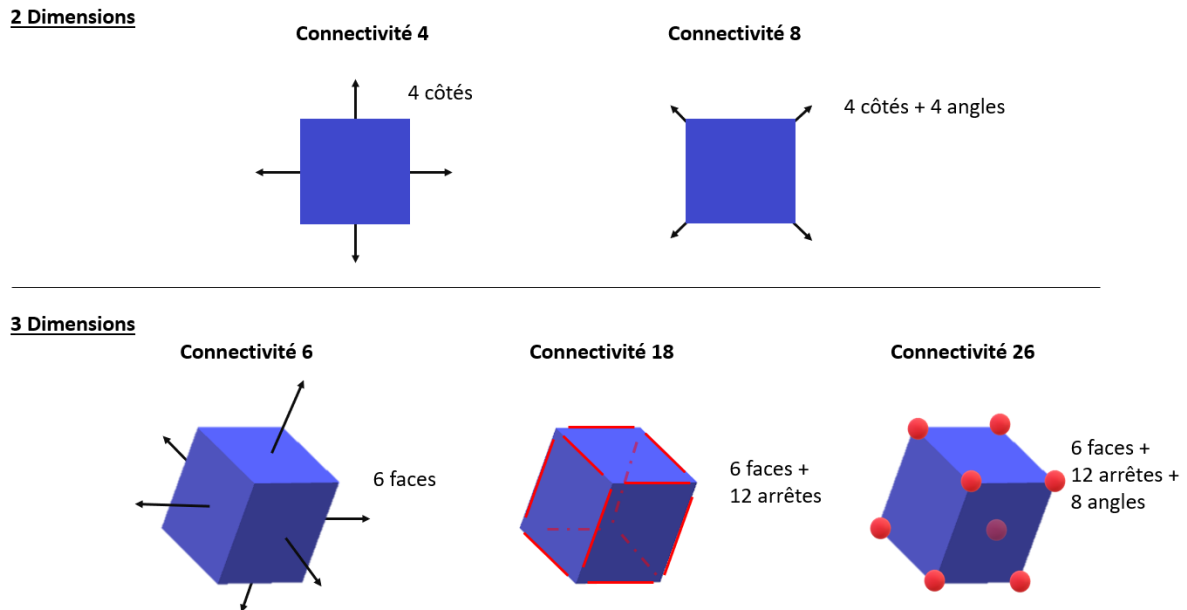 2 Dimensions
Connectivité 4
Connectivité 8
4 côtés
4 côtés + 4 angles
3 Dimensions
Connectivité 6
Connectivité 18
Connectivité 26
6 faces
6 faces +
12 arrêtes
6 faces +
12 arrêtes +
8 angles